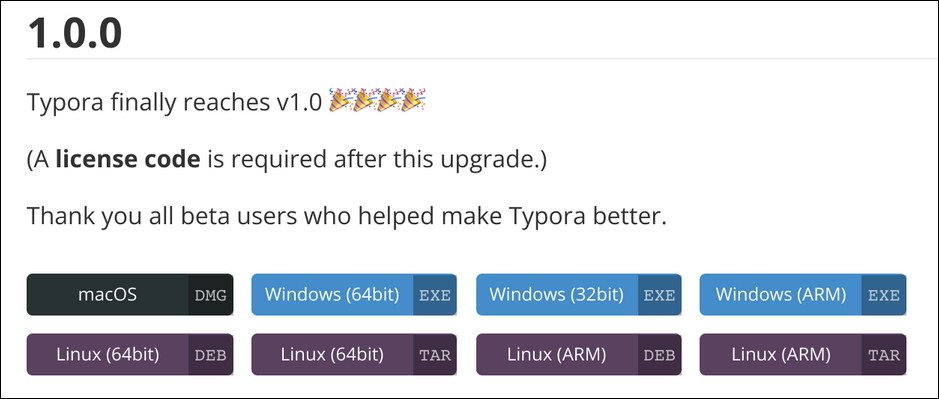 1.0.0
Typora finally reaches v1.0 🎉🎉🎉🎉
(A license code is required after this upgrade.)
Thank you all beta users who helped make Typora better.
macOS DMG Windows (64bit) EXE Windows (32bit) EXE Windows (ARM) EXE
Linux (64bit) DEB Linux (64bit) TAR Linux (ARM) DEB Linux (ARM) TAR